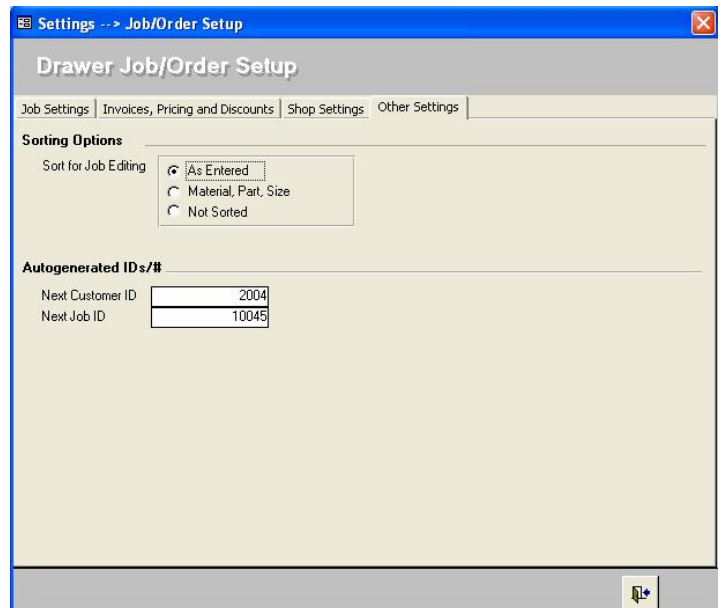 Settings --> Job/Order Setup
Drawer Job/Order Setup
Job Settings Invoices, Pricing and Discounts Shop Settings Other Settings
Sorting Options
Sort for Job Editing
As Entered
Material, Part, Size
Not Sorted
Autogenerated IDs/#
Next Customer ID 2004
Next Job ID 10045